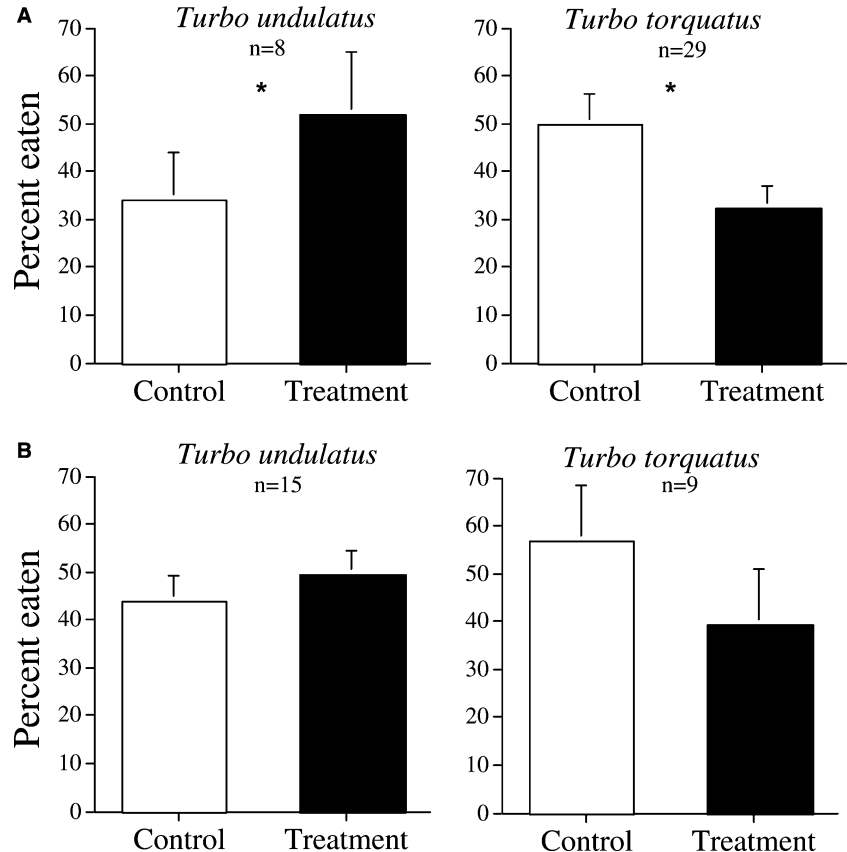 A
Turbo undulatus
n=8
*
Percent eaten
70
60
50
40
30
20
10
0
Control Treatment
Turbo torquatus
n=29
*
70
60
50
40
30
20
10
0
Control Treatment
B
Turbo undulatus
n=15
Percent eaten
70
60
50
40
30
20
10
0
Control Treatment
Turbo torquatus
n=9
70
60
50
40
30
20
10
0
Control Treatment